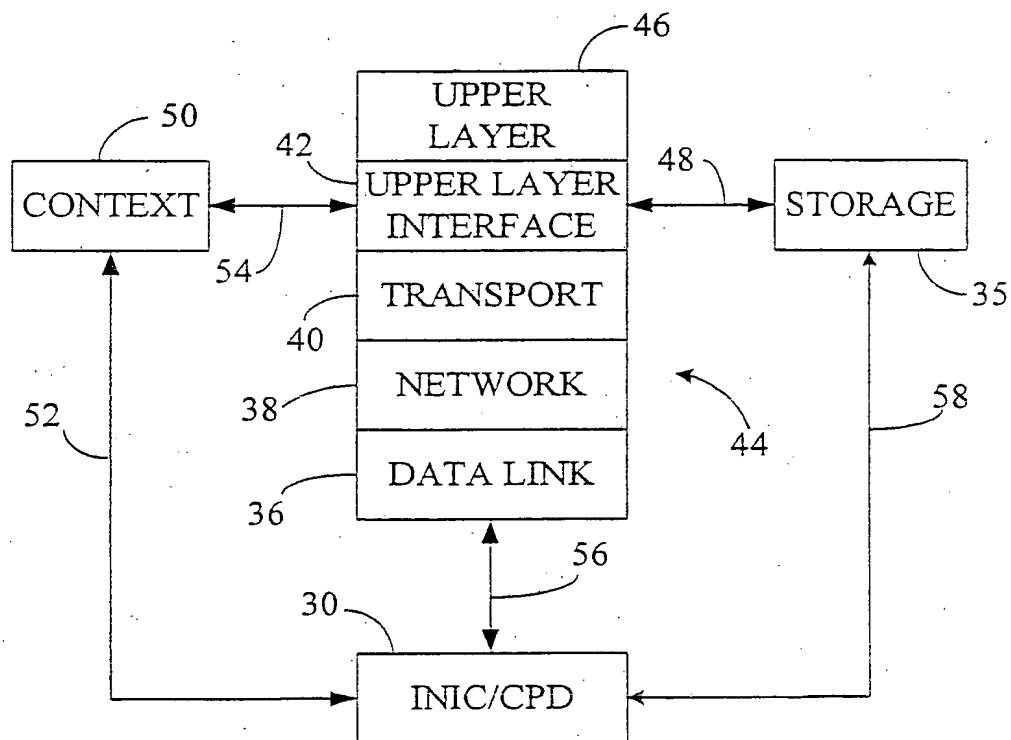 46
UPPER
LAYER
50
42
48
CONTEXT
UPPER LAYER
INTERFACE
STORAGE
54
35
TRANSPORT
40
NETWORK
38
52
58
44
DATA LINK
36
56
30
INIC/CPD